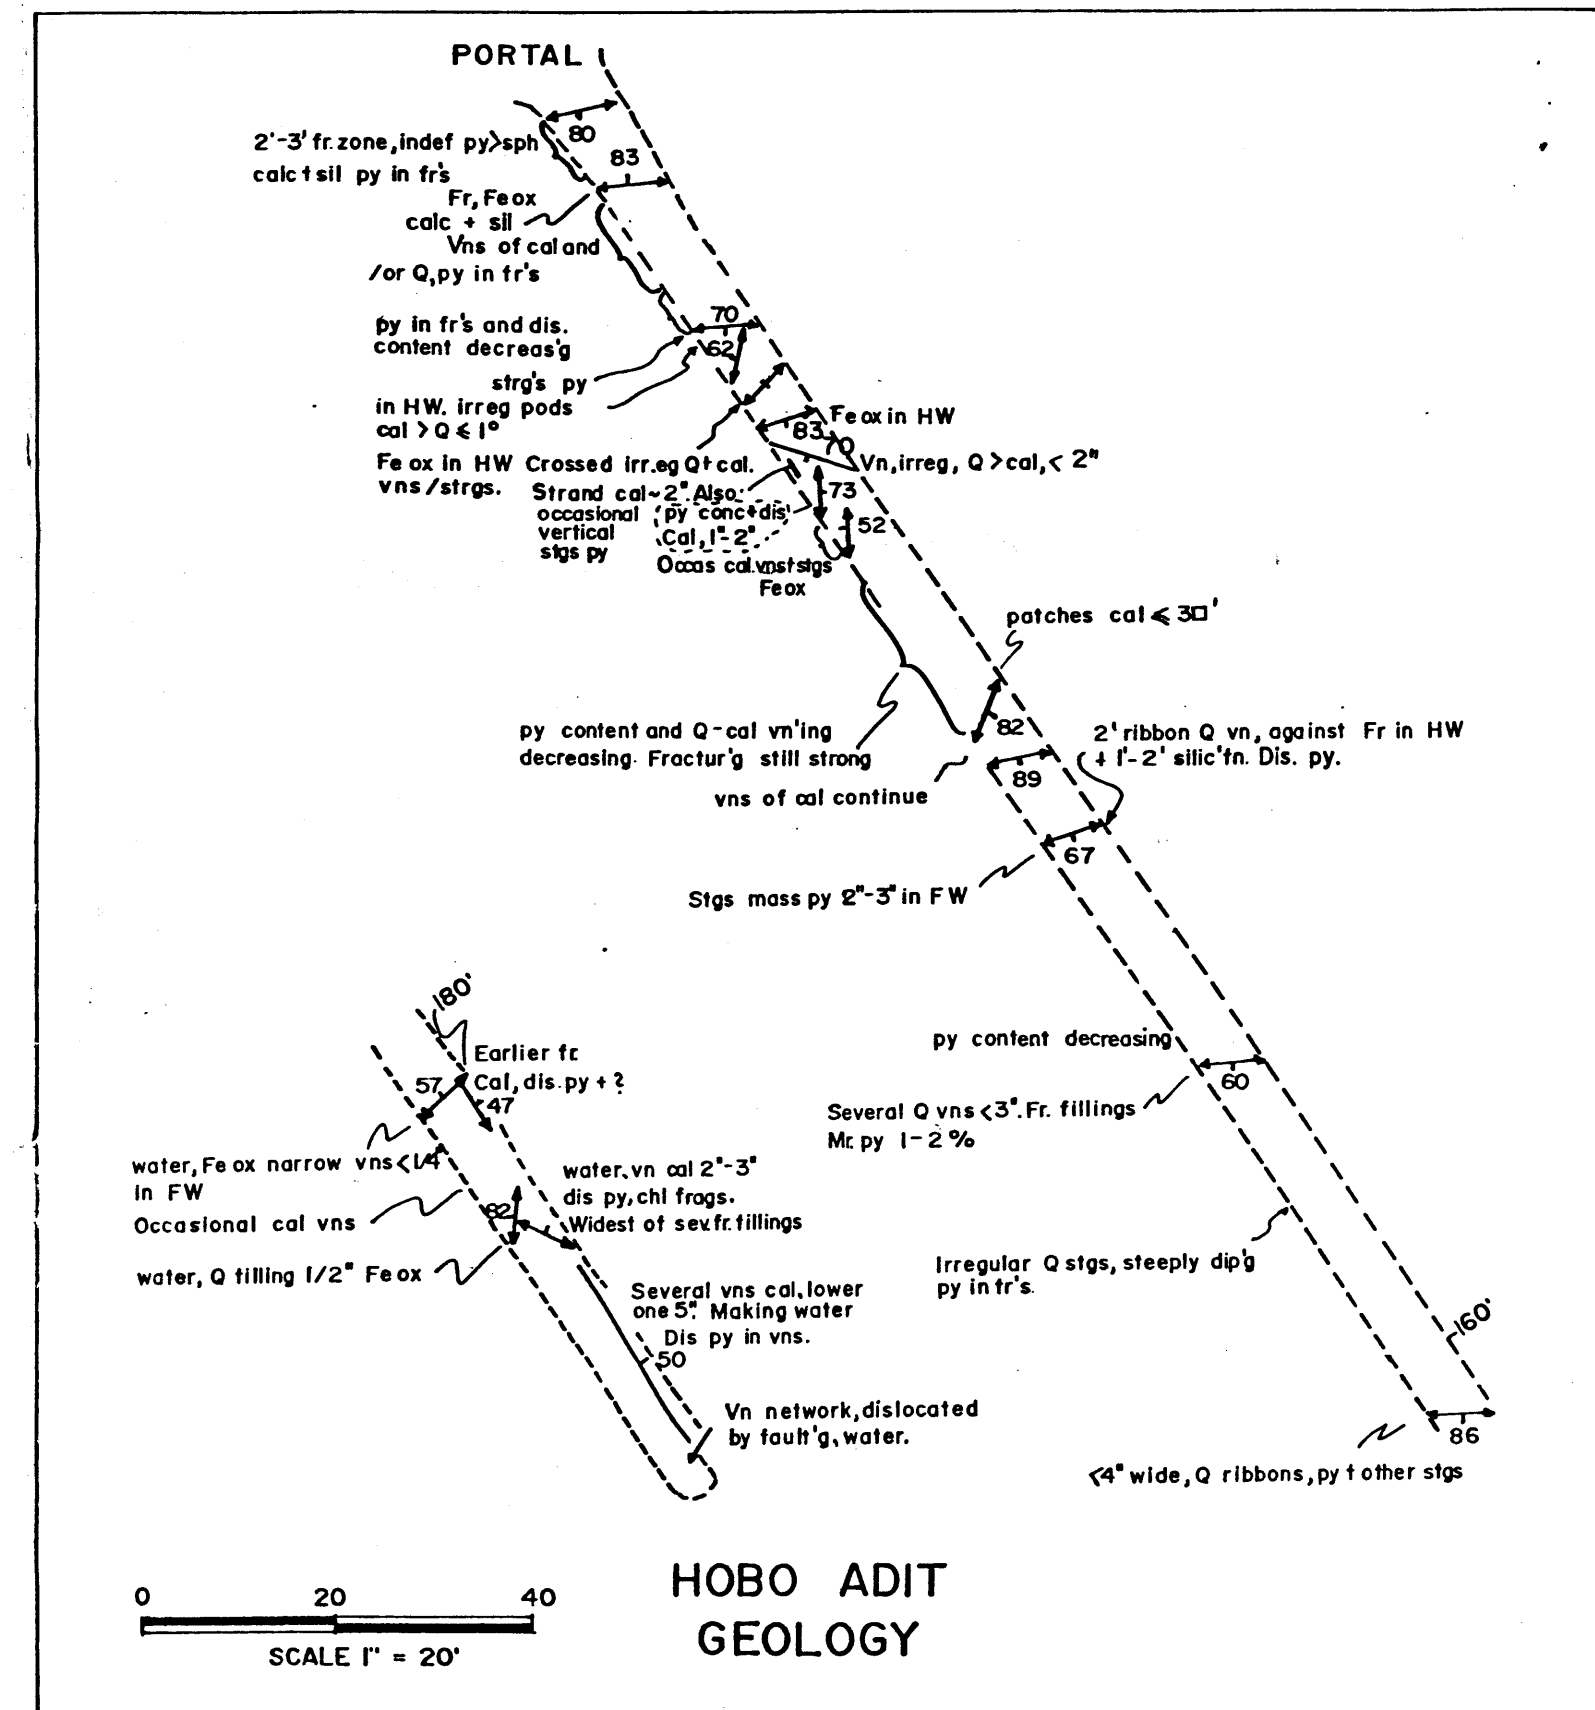 PORTAL
80
2'-3' fr. zone, indef py>sph
calc + sil py in fr's
83
Fr, Feox
calc + sil
Vns of cal and
/or Q, py in fr's
70
py in fr's and dis.
content decreas'g
62
strg's py
in HW. irreg pods
cal > Q ⩽ 1°
Feox in HW
83
70
Feox in HW Crossed irr.eg Q+cal.
vns/strgs.
Vn, irreg, Q >cal, < 2"
Strand cal~2". Also:
73
occasional
vertical
stgs py
(py conc+dis)
Cal, 1"-2"
52
Occas cal.vns+stgs
Feox
patches cal ⩽ 3□'
82
py content and Q-cal vn'ing
decreasing. Fractur'g still strong
2' ribbon Q vn, against Fr in HW
+ 1'-2' silic'tn. Dis. py.
89
vns of cal continue
67
Stgs mass py 2"-3" in FW
py content decreasing
60
Several Q vns <3". Fr. fillings
Mr. py 1-2%
Irregular Q stgs, steeply dip'g
py in fr's.
160'
86
<4" wide, Q ribbons, py + other stgs
180'
Earlier fr.
Cal, dis. py + ?
57
47
water, Feox narrow vns <1/4"
in FW
water, vn cal 2"-3"
dis py, chl frags.
Widest of sev. fr. fillings
82
Occasional cal vns
water, Q filling 1/2" Feox
Several vns cal, lower
one 5". Making water
Dis py in vns.
50
Vn network, dislocated
by fault'g, water.
HOBO ADIT
GEOLOGY
0 20 40
SCALE 1" = 20'